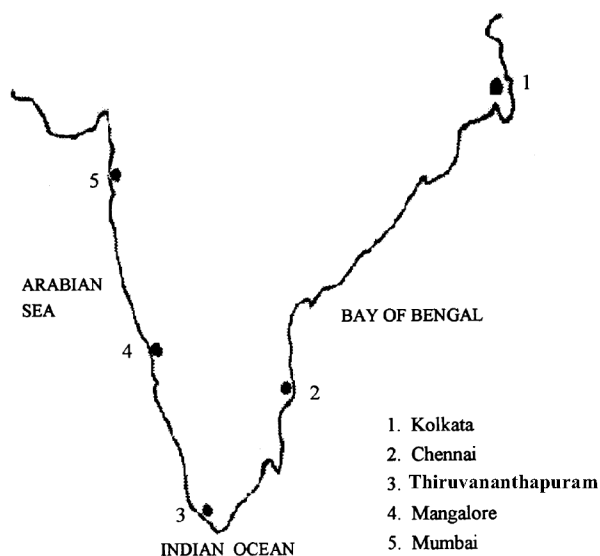 1
5
ARABIAN
SEA
BAY OF BENGAL
4
2
3
INDIAN OCEAN
1. Kolkata
2. Chennai
3. Thiruvananthapuram
4. Mangalore
5. Mumbai